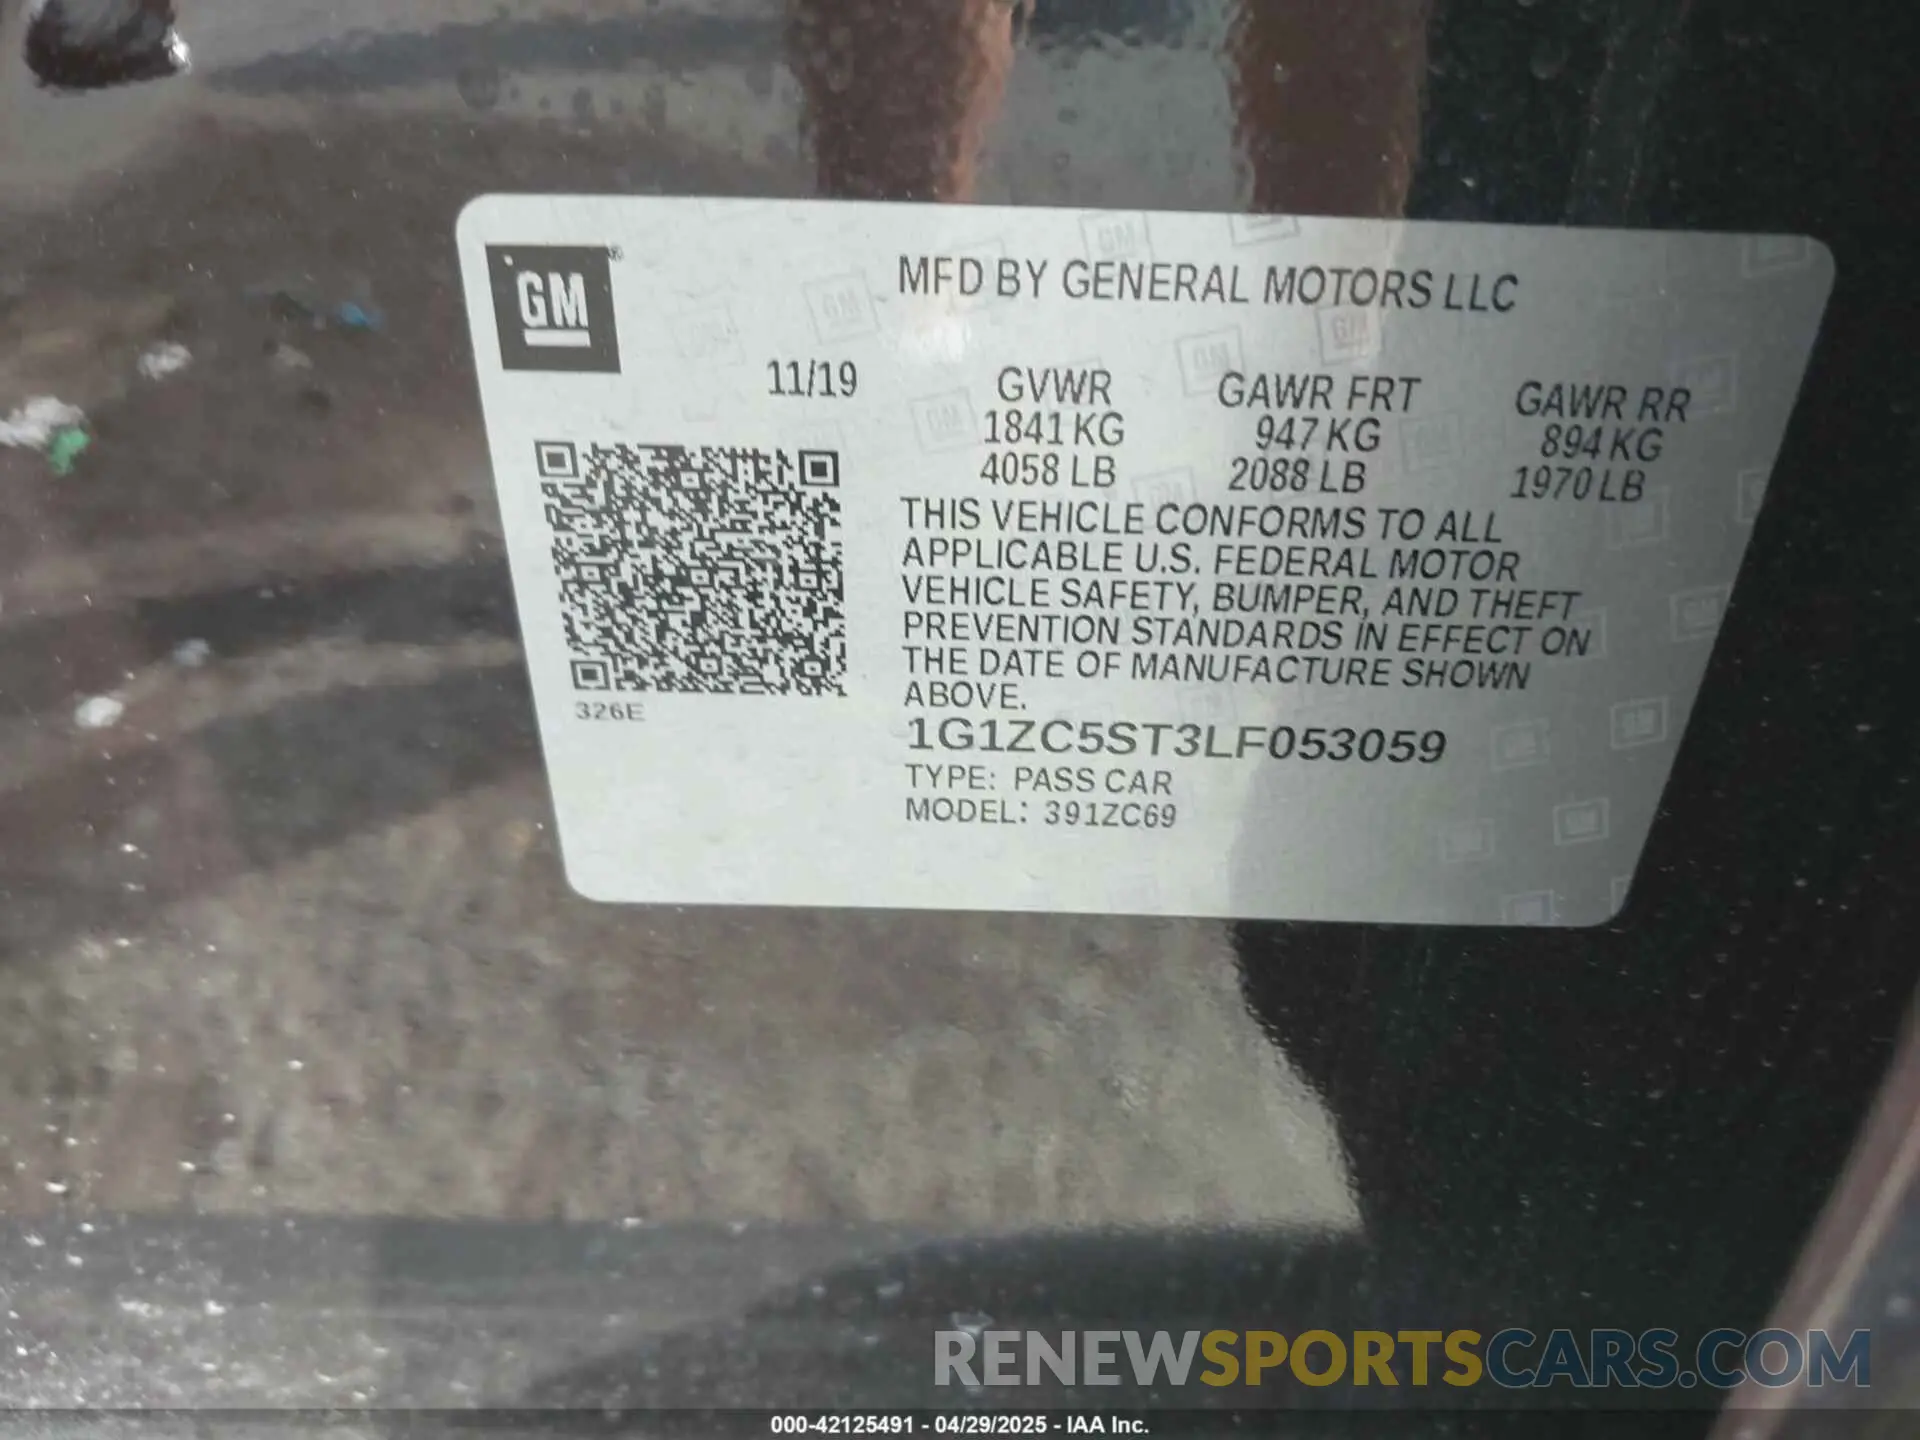 GM®
MFD BY GENERAL MOTORS LLC
11/19
GVWR GAWR FRT GAWR RR
1841 KG 947 KG 894 KG
4058 LB 2088 LB 1970 LB
THIS VEHICLE CONFORMS TO ALL
APPLICABLE U.S. FEDERAL MOTOR
VEHICLE SAFETY, BUMPER, AND THEFT
PREVENTION STANDARDS IN EFFECT ON
THE DATE OF MANUFACTURE SHOWN
ABOVE.
326E
1G1ZC5ST3LF053059
TYPE: PASS CAR
MODEL: 391ZC69
RENEWSPORTSCARS.COM
000-42125491 - 04/29/2025 - IAA Inc.